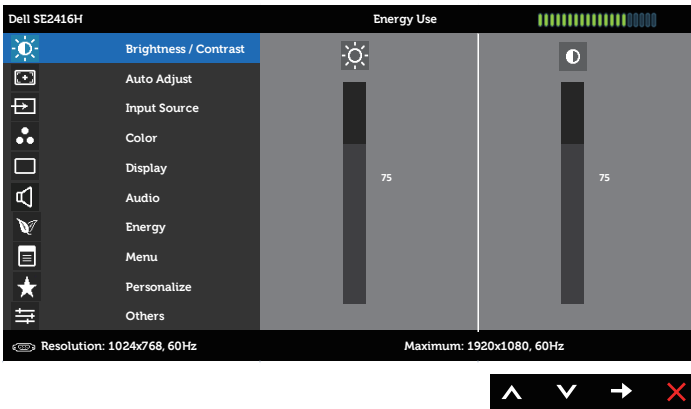 Dell SE2416H
Energy Use
Brightness / Contrast
Auto Adjust
Input Source
Color
Display
Audio
Energy
Menu
Personalize
Others
75
75
Resolution: 1024x768, 60Hz
Maximum: 1920x1080, 60Hz